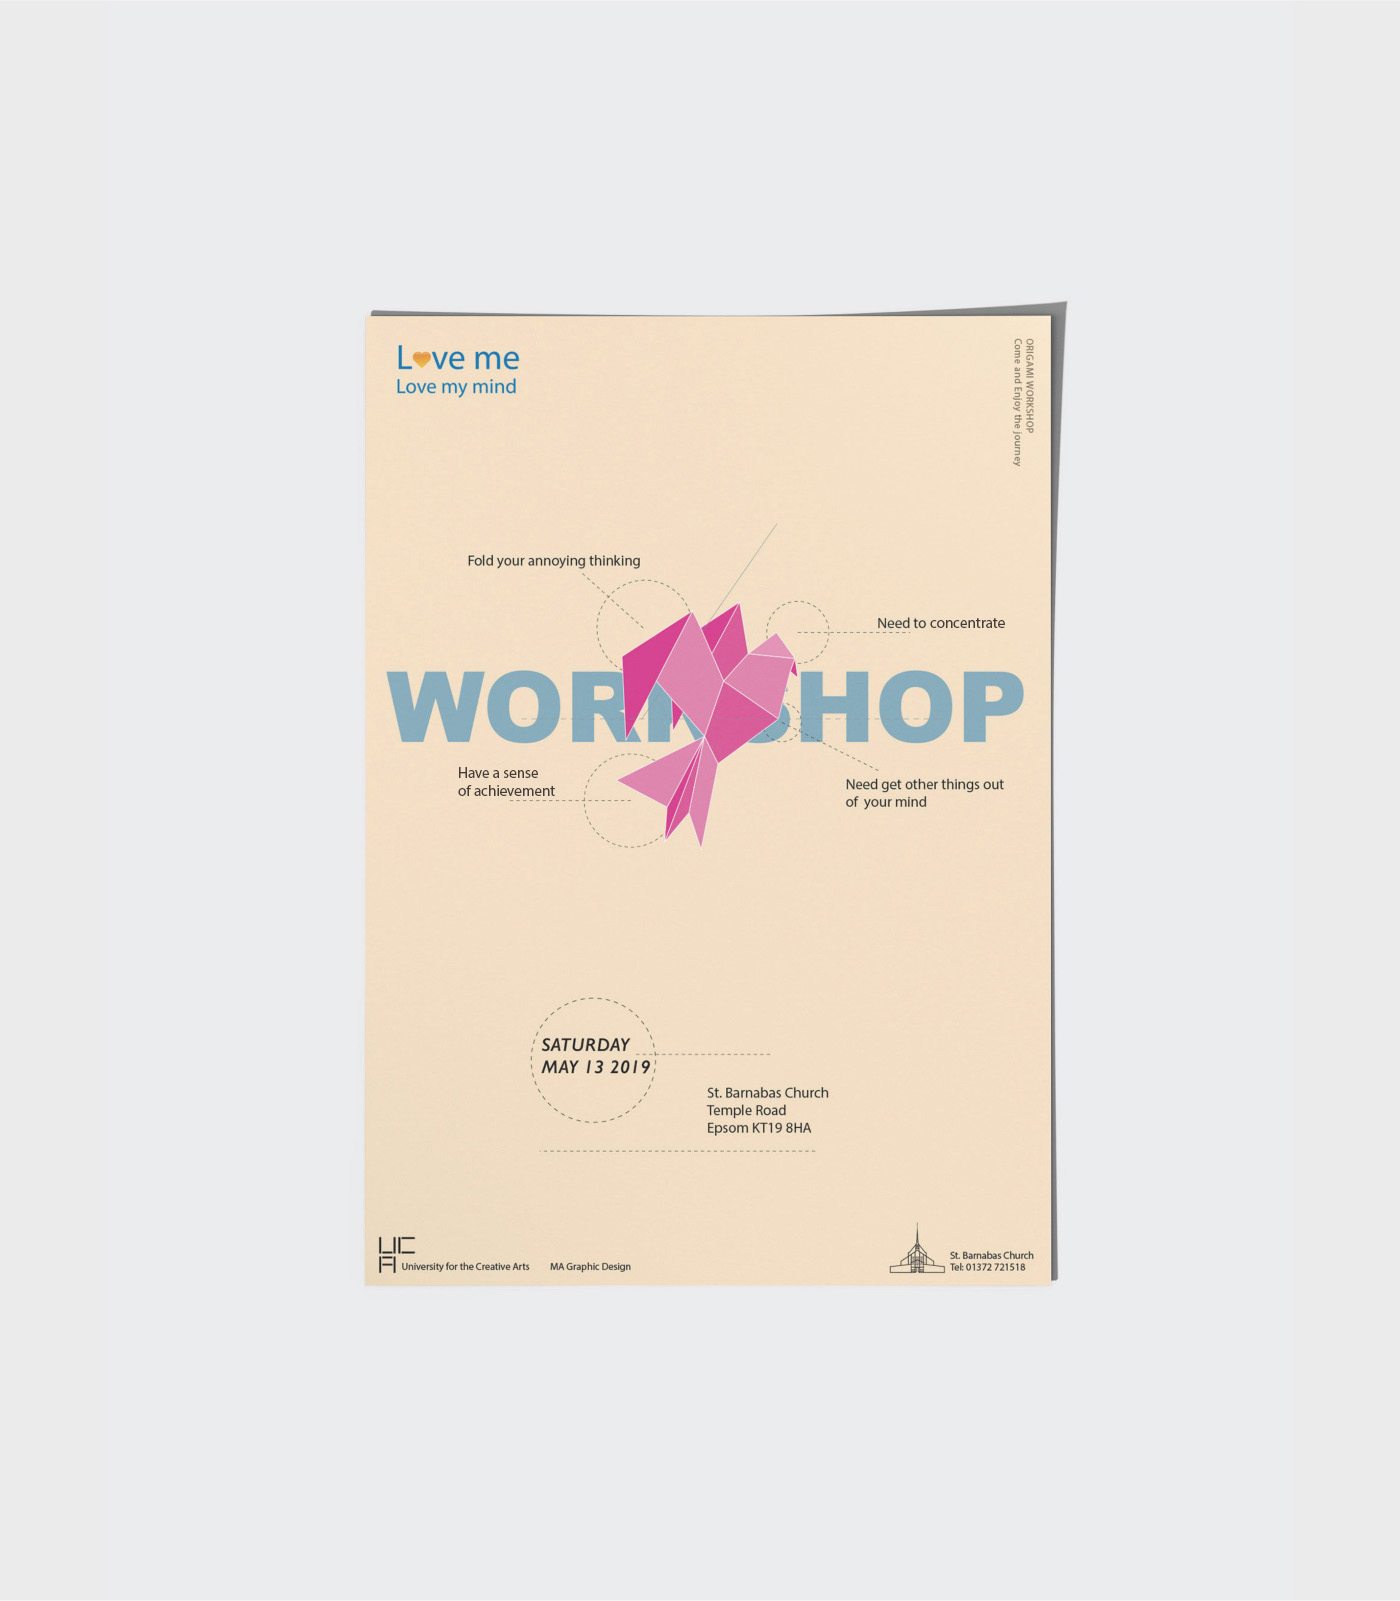 Love me
Love my mind
ORIGAMI WORKSHOP
Come and Enjoy the journey
Fold your annoying thinking
Need to concentrate
WORKSHOP
Have a sense
of achievement
Need get other things out
of your mind
SATURDAY
MAY 13 2019
St. Barnabas Church
Temple Road
Epsom KT19 8HA
UCA
University for the Creative Arts
MA Graphic Design
St. Barnabas Church
Tel: 01372 721518